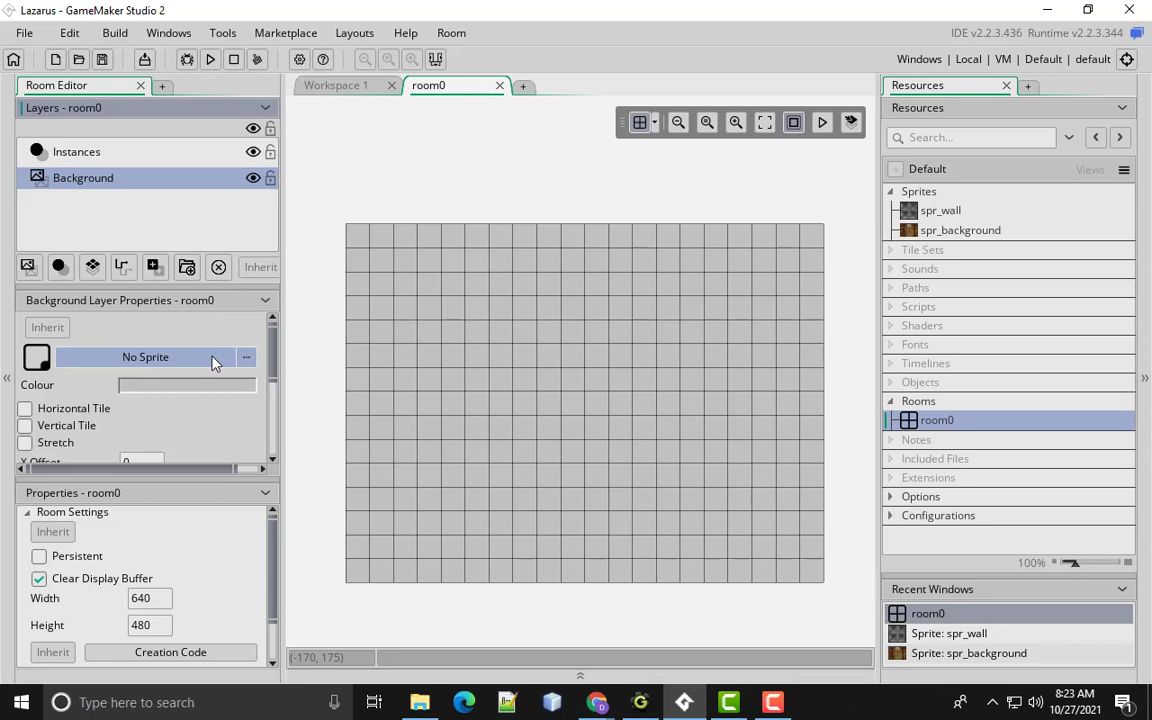 Lazarus - GameMaker Studio 2
File Edit Build Windows Tools Marketplace Layouts Help Room
IDE v2.2.3.436 Runtime v2.2.3.344
Windows | Local | VM | Default | default
Room Editor
Workspace 1
room0
Resources
Layers - room0
Resources
Search...
Instances
Background
Default
Views
Sprites
spr_wall
spr_background
Tile Sets
Sounds
Paths
Scripts
Shaders
Fonts
Timelines
Objects
Rooms
room0
Notes
Included Files
Extensions
Options
Configurations
100%
Inherit
Background Layer Properties - room0
Inherit
No Sprite
...
Colour
Horizontal Tile
Vertical Tile
Stretch
X Offset 0
Properties - room0
Room Settings
Inherit
Persistent
Clear Display Buffer
Width 640
Height 480
Inherit
Creation Code
(-170, 175)
Recent Windows
room0
Sprite: spr_wall
Sprite: spr_background
Type here to search
8:23 AM
10/27/2021
1